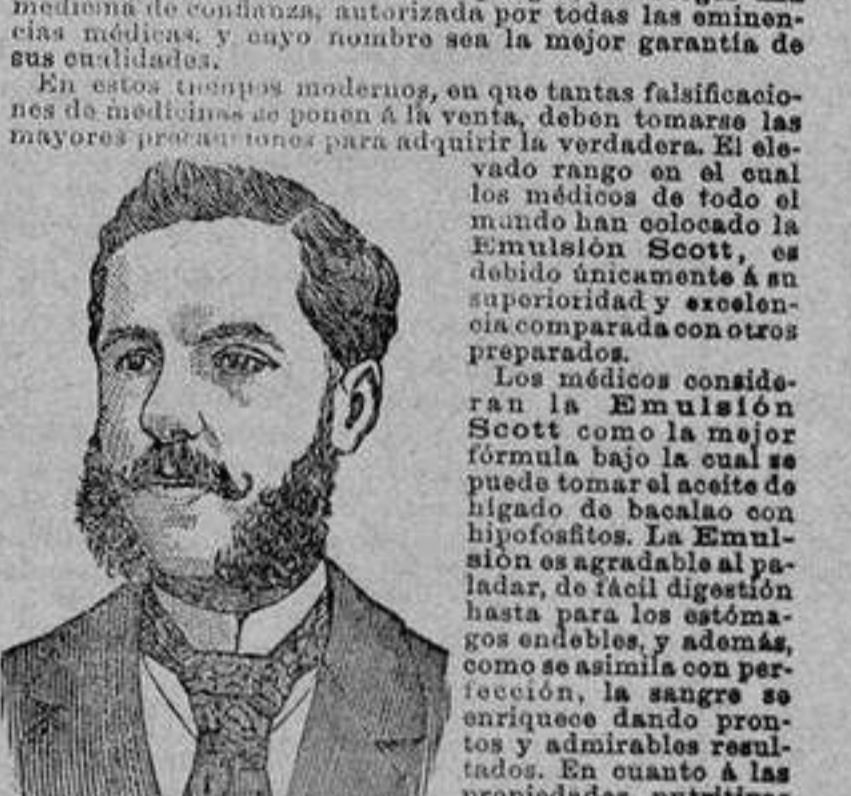 medicina de confianza, autorizada por todas las eminen-
cias médicas, y cuyo nombre sea la mejor garantía de
sus cualidades.
En estos tiempos modernos, en que tantas falsificacio-
nes de medicinas se ponen á la venta, deben tomarse las
mayores precauciones para adquirir la verdadera. El ele-
vado rango en el cual
los médicos de todo el
mundo han colocado la
Emulsión Scott, es
debido únicamente á su
superioridad y excelen-
cia comparada con otros
preparados.
Los médicos conside-
ran la Emulsión
Scott como la mejor
fórmula bajo la cual se
puede tomar el aceite de
hígado de bacalao con
hipofosfitos. La Emul-
sión es agradable al pa-
ladar, de fácil digestión
hasta para los estóma-
gos endebles, y además,
como se asimila con per-
fección, la sangre se
enriquece dando pron-
tos y admirables resul-
tados. En cuanto á las
propiedades nutritivas